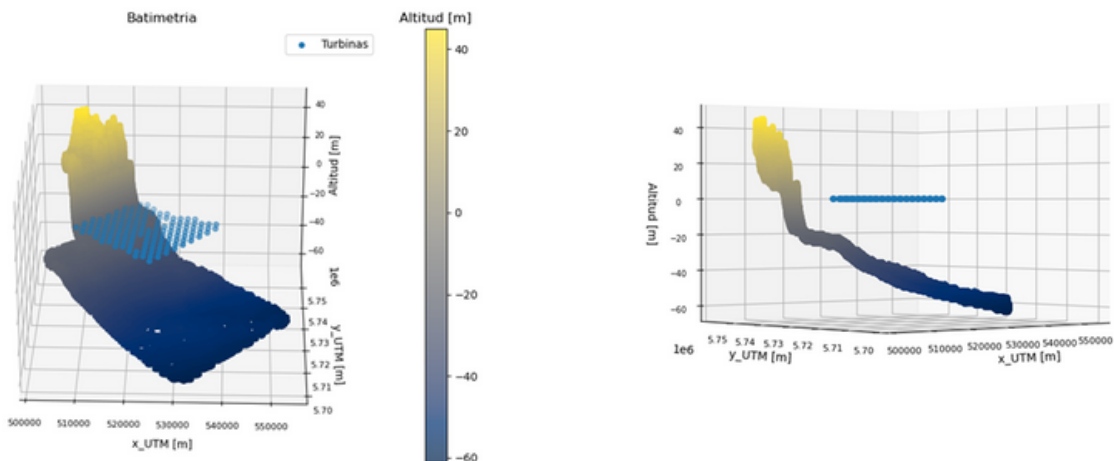 Batimetria
Altitud [m]
Turbinas
40
20
0
−20
−40
−60
40
20
0
−20
−40
−60
Altitud [m]
1e6
5.75
5.74
5.73
5.72
5.71
5.70
y_UTM [m]
500000 510000 520000 530000 540000 550000
x_UTM [m]
40
20
0
−20
−40
−60
Altitud [m]
1e6
5.75 5.74 5.73 5.72 5.71 5.70
y_UTM [m]
500000 510000 520000 530000 540000 550000
x_UTM [m]